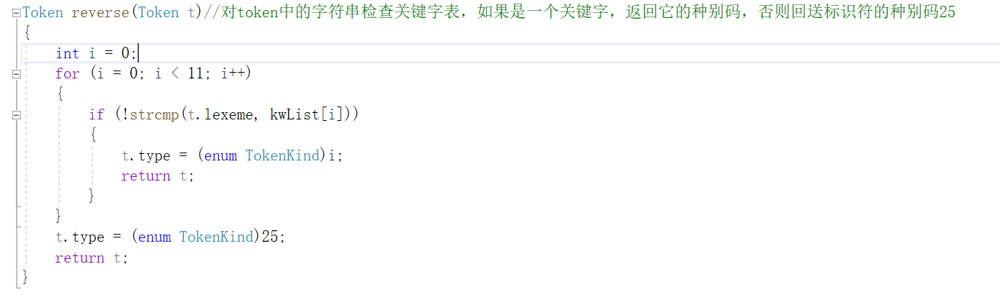 Token reverse(Token t)//对token中的字符串检查关键字表，如果是一个关键字，返回它的种别码，否则回送标识符的种别码25
{
    int i = 0;
    for (i = 0; i < 11; i++)
    {
        if (!strcmp(t.lexeme, kwList[i]))
        {
            t.type = (enum TokenKind)i;
            return t;
        }
    }
    t.type = (enum TokenKind)25;
    return t;
}